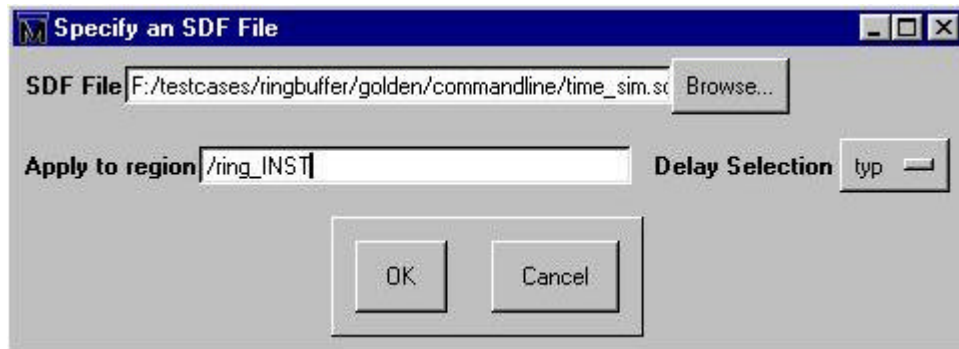 Specify an SDF File
SDF File F:/testcases/ringbuffer/golden/commandline/time_sim.sc Browse...
Apply to region /ring_INST Delay Selection typ
OK Cancel